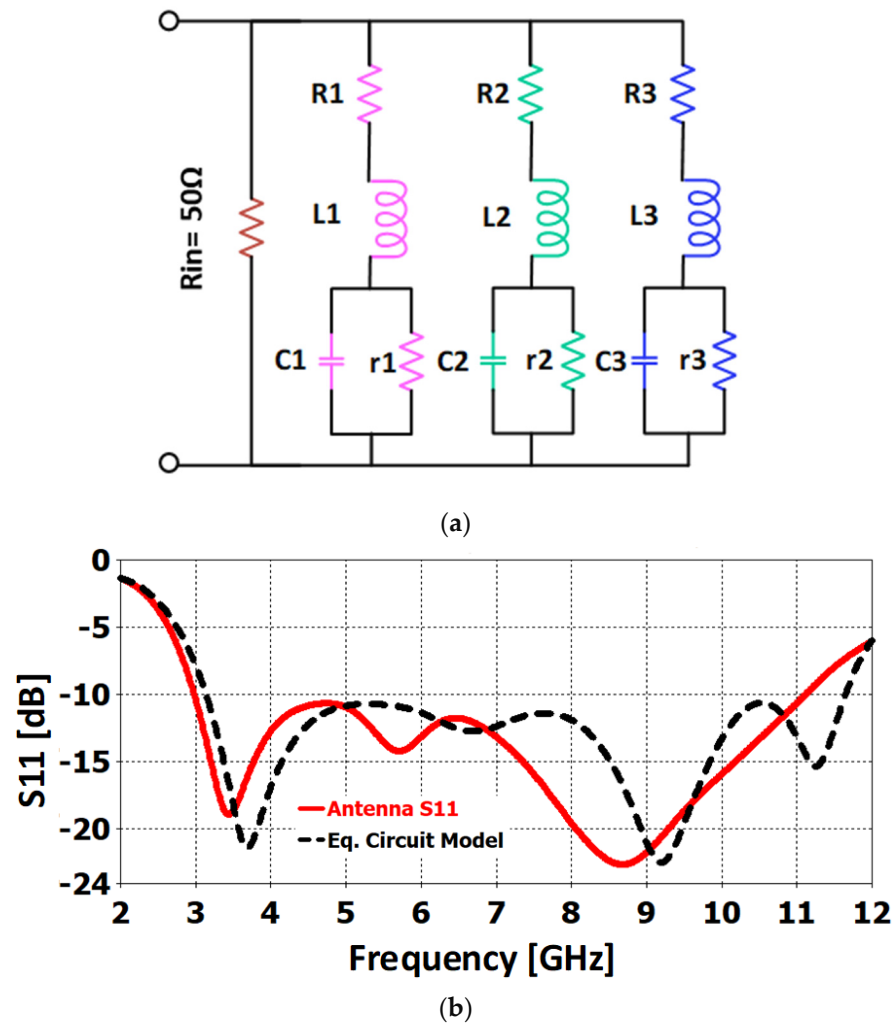 R1 R2 R3
Rin= 50Ω
L1 L2 L3
C1 r1 C2 r2 C3 r3
(a)
0
-5
-10
-15
-20
-24
S11 [dB]
Antenna S11
Eq. Circuit Model
2 3 4 5 6 7 8 9 10 11 12
Frequency [GHz]
(b)